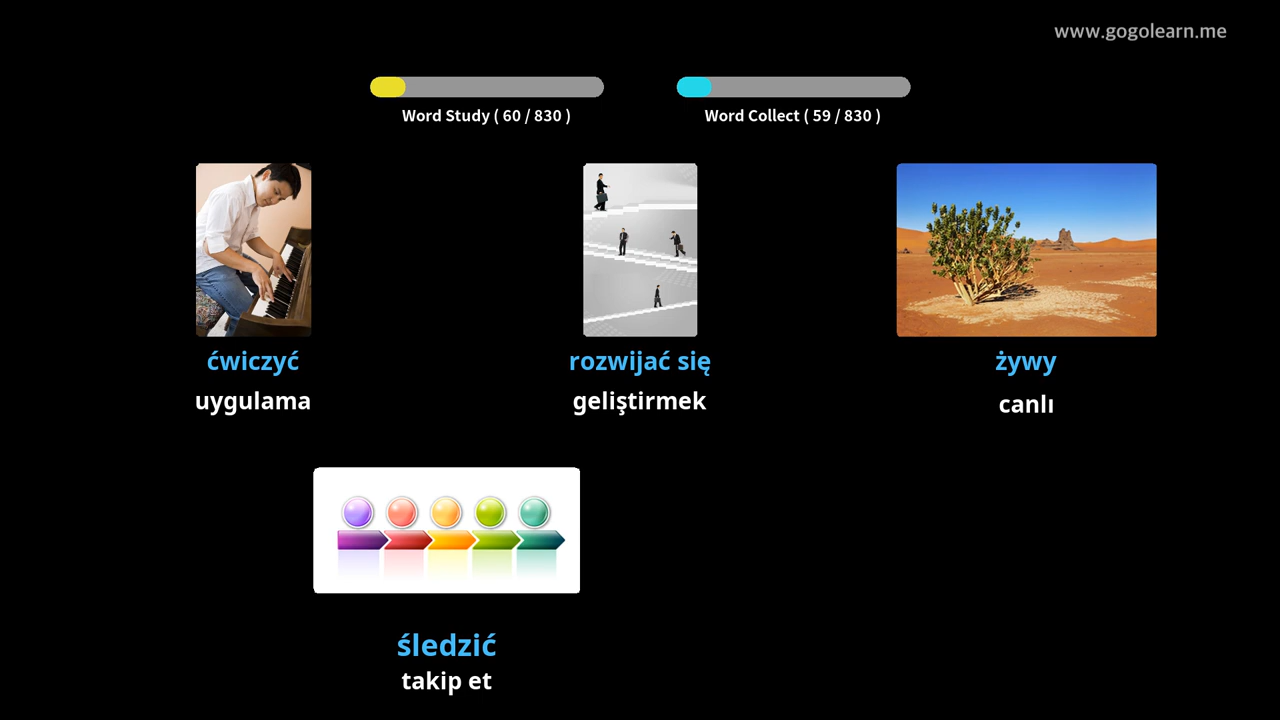 www.gogolearn.me
Word Study ( 60 / 830 )
Word Collect ( 59 / 830 )
ćwiczyć
uygulama
rozwijać się
geliştirmek
żywy
canlı
śledzić
takip et